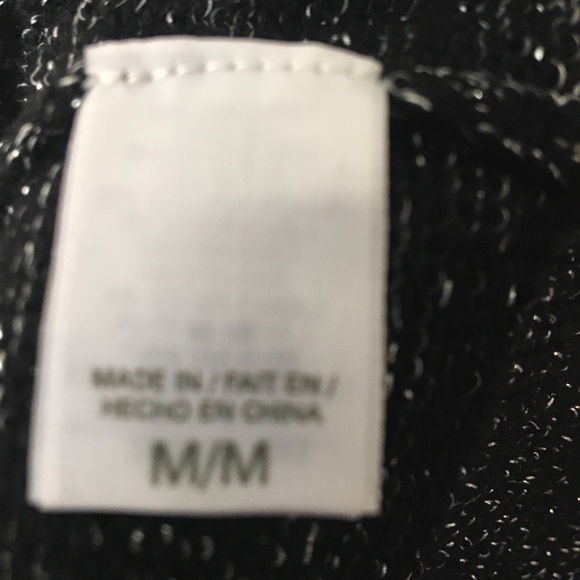 MADE IN / FAIT EN /
HECHO EN CHINA
M/M